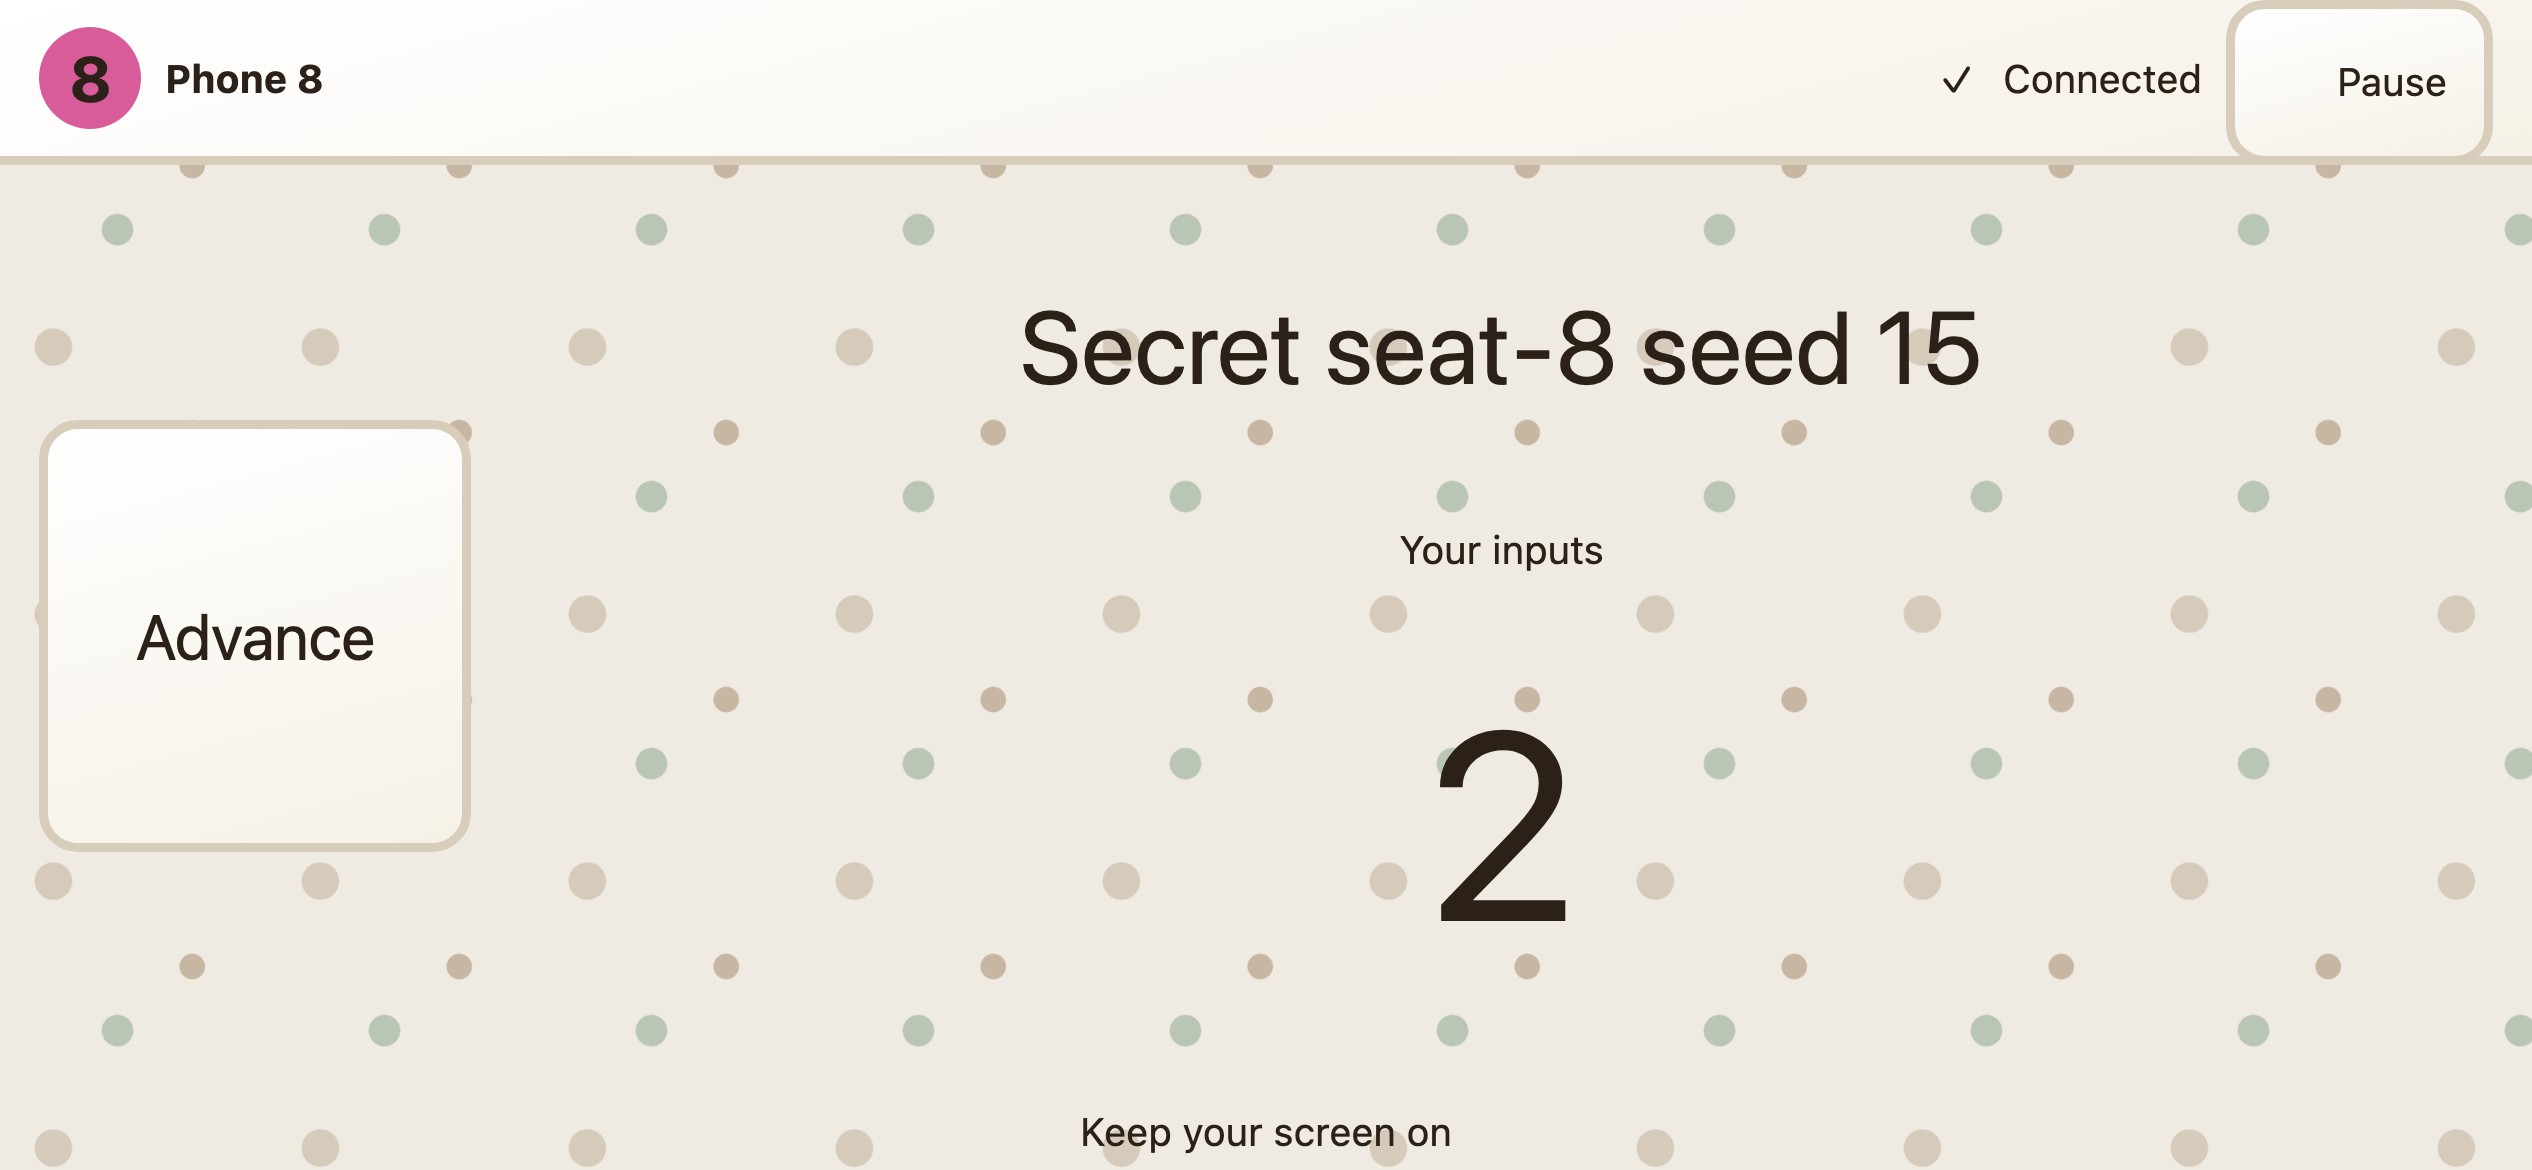 8 Phone 8
✓ Connected
Pause
Secret seat-8 seed 15
Your inputs
Advance
2
Keep your screen on